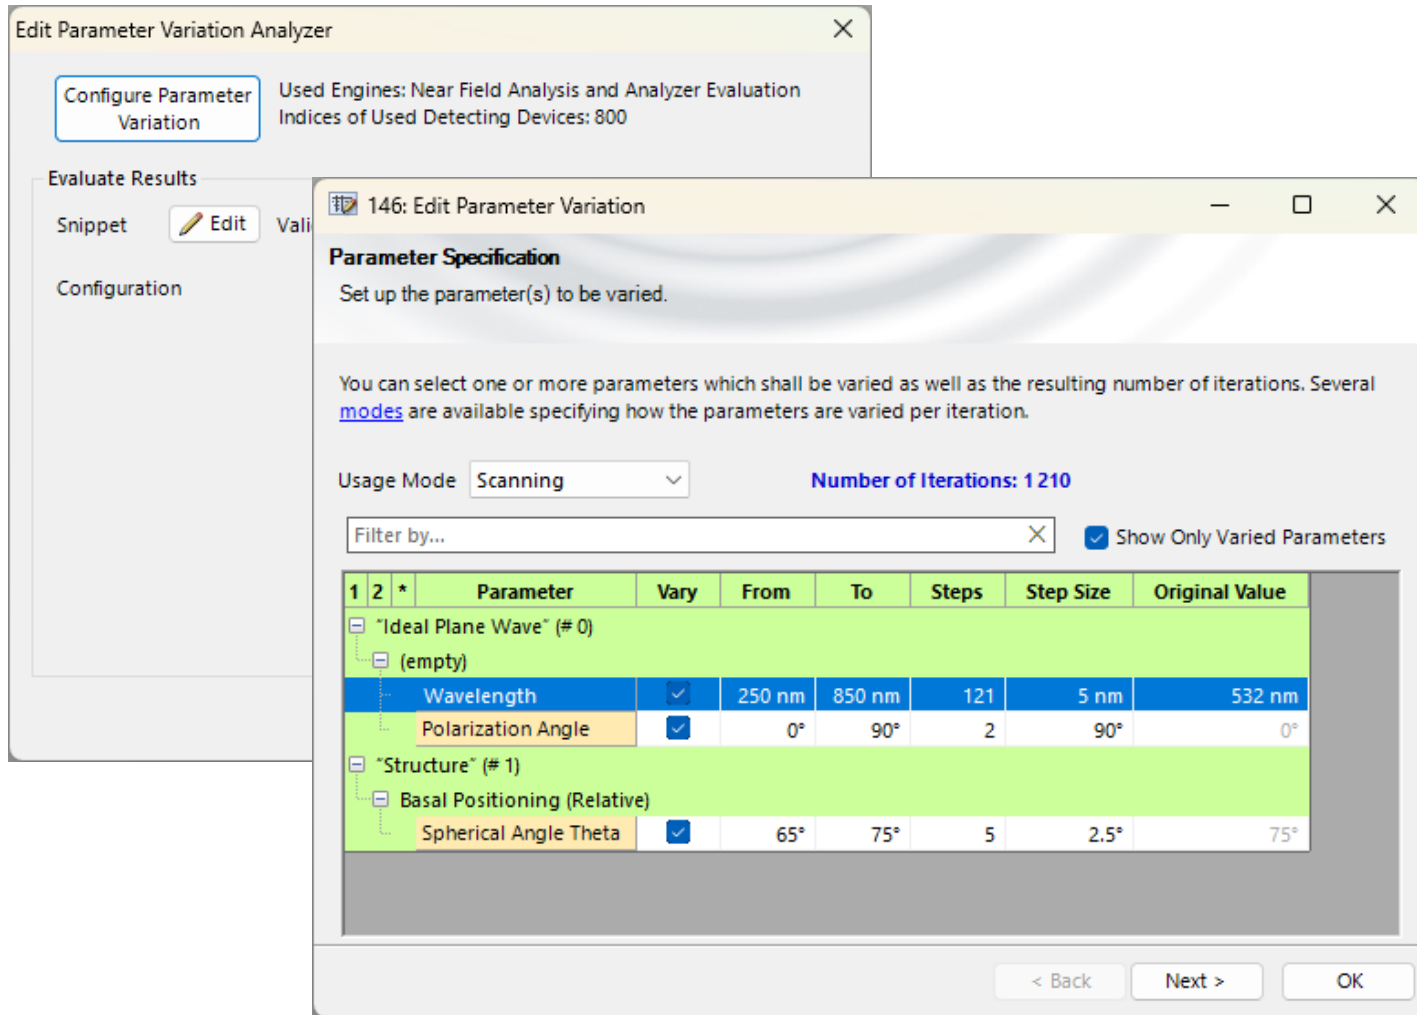 Edit Parameter Variation Analyzer
Configure Parameter
Variation
Used Engines: Near Field Analysis and Analyzer Evaluation
Indices of Used Detecting Devices: 800
Evaluate Results
Snippet Edit Vali
Configuration
146: Edit Parameter Variation
Parameter Specification
Set up the parameter(s) to be varied.
You can select one or more parameters which shall be varied as well as the resulting number of iterations. Several
modes are available specifying how the parameters are varied per iteration.
Usage Mode Scanning Number of Iterations: 1 210
Filter by... Show Only Varied Parameters
1 2 * Parameter Vary From To Steps Step Size Original Value
"Ideal Plane Wave" (# 0)
(empty)
Wavelength 250 nm 850 nm 121 5 nm 532 nm
Polarization Angle 0° 90° 2 90° 0°
"Structure" (# 1)
Basal Positioning (Relative)
Spherical Angle Theta 65° 75° 5 2.5° 75°
< Back Next > OK